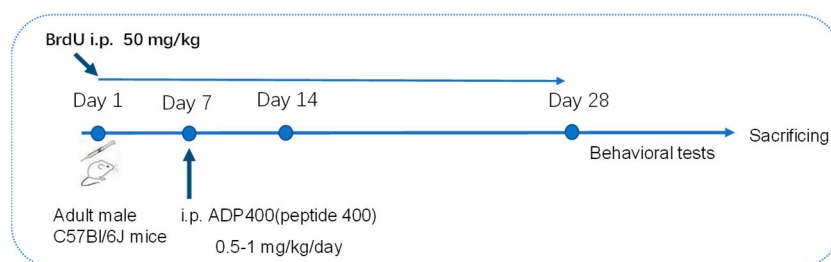 BrdU i.p. 50 mg/kg
Day 1
Day 7
Day 14
Day 28
Behavioral tests
Sacrificing
Adult male
C57Bl/6J mice
i.p. ADP400(peptide 400)
0.5-1 mg/kg/day